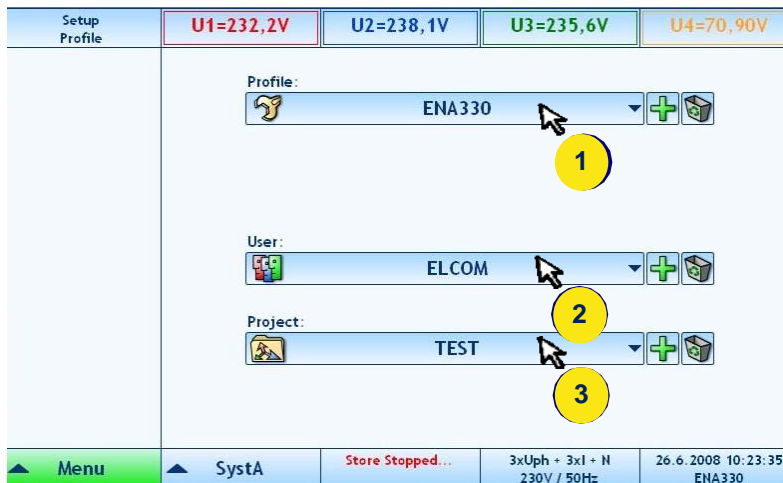 Setup
Profile
U1=232,2V
U2=238,1V
U3=235,6V
U4=70,90V
Profile:
ENA330
1
User:
ELCOM
2
Project:
TEST
3
Menu
SystA
Store Stopped...
3xUph + 3xI + N
230V / 50Hz
26.6.2008 10:23:35
ENA330